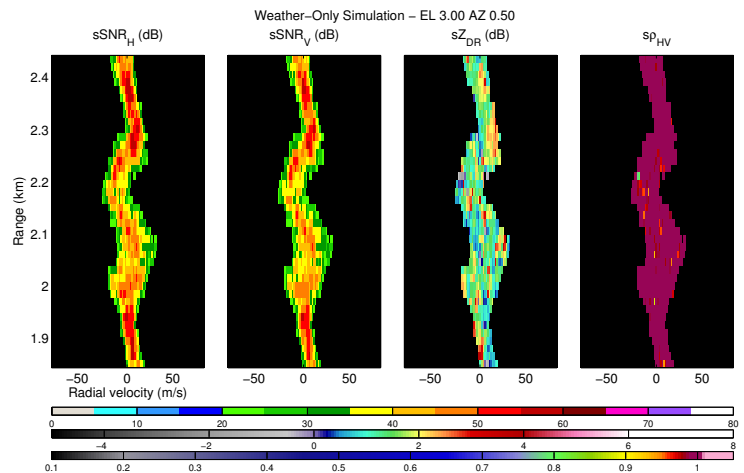 Weather−Only Simulation − EL 3.00 AZ 0.50
sSNR_H (dB) sSNR_V (dB) sZ_DR (dB) sρ_HV
2.4
2.3
2.2
2.1
2
1.9
Range (km)
−50 0 50 −50 0 50 −50 0 50 −50 0 50
Radial velocity (m/s)
0 10 20 30 40 50 60 70 80
−4 −2 0 2 4 6 8
0.1 0.2 0.3 0.4 0.5 0.6 0.7 0.8 0.9 1